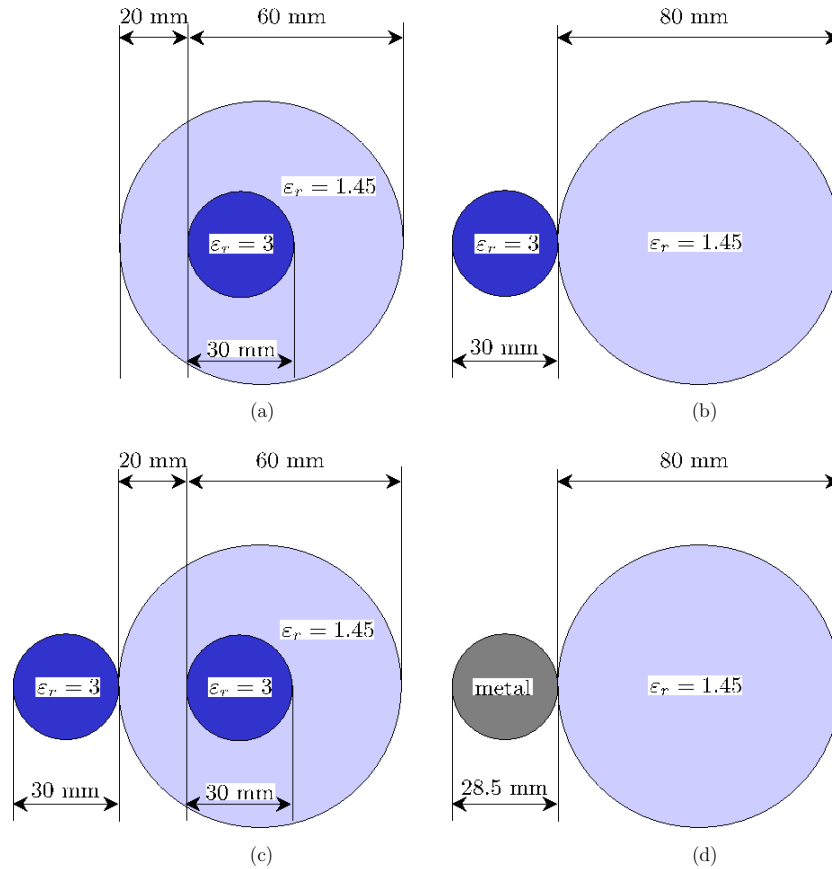 20 mm 60 mm 80 mm
εr = 1.45
εr = 3 εr = 3 εr = 1.45
30 mm 30 mm
(a) (b)
20 mm 60 mm 80 mm
εr = 1.45
εr = 3 εr = 3 metal εr = 1.45
30 mm 30 mm 28.5 mm
(c) (d)